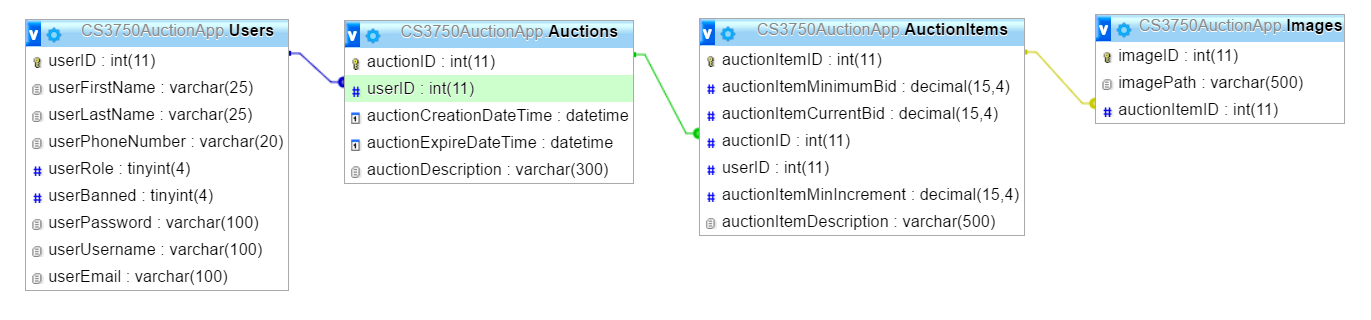 CS3750AuctionApp.Users
userID : int(11)
userFirstName : varchar(25)
userLastName : varchar(25)
userPhoneNumber : varchar(20)
userRole : tinyint(4)
userBanned : tinyint(4)
userPassword : varchar(100)
userUsername : varchar(100)
userEmail : varchar(100)
CS3750AuctionApp.Auctions
auctionID : int(11)
userID : int(11)
auctionCreationDateTime : datetime
auctionExpireDateTime : datetime
auctionDescription : varchar(300)
CS3750AuctionApp.AuctionItems
auctionItemID : int(11)
auctionItemMinimumBid : decimal(15,4)
auctionItemCurrentBid : decimal(15,4)
auctionID : int(11)
userID : int(11)
auctionItemMinIncrement : decimal(15,4)
auctionItemDescription : varchar(500)
CS3750AuctionApp.Images
imageID : int(11)
imagePath : varchar(500)
auctionItemID : int(11)